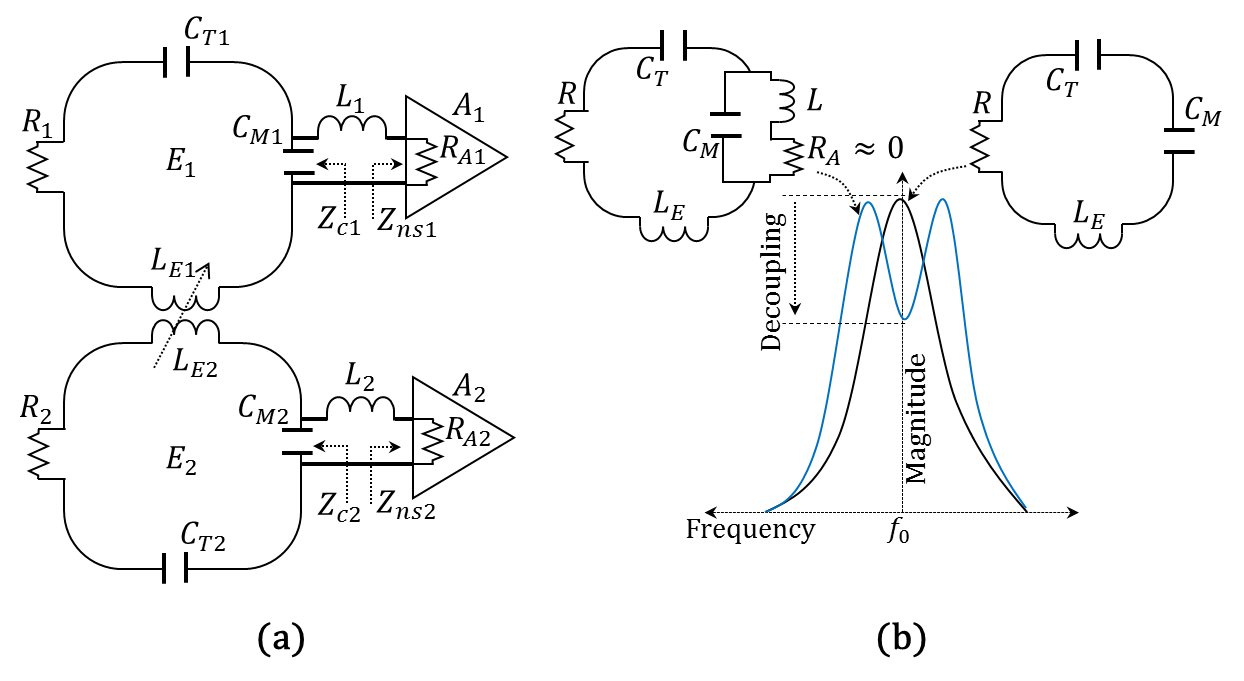 C_{T1}
R_1
C_{M1}
L_1
A_1
R_{A1}
E_1
Z_{c1}
Z_{ns1}
L_{E1}
L_{E2}
R_2
C_{M2}
L_2
A_2
R_{A2}
E_2
Z_{c2}
Z_{ns2}
C_{T2}
(a)
C_T
R
L
C_M
R_A ≈ 0
L_E
C_T
R
C_M
L_E
Decoupling
Magnitude
Frequency
f_0
(b)